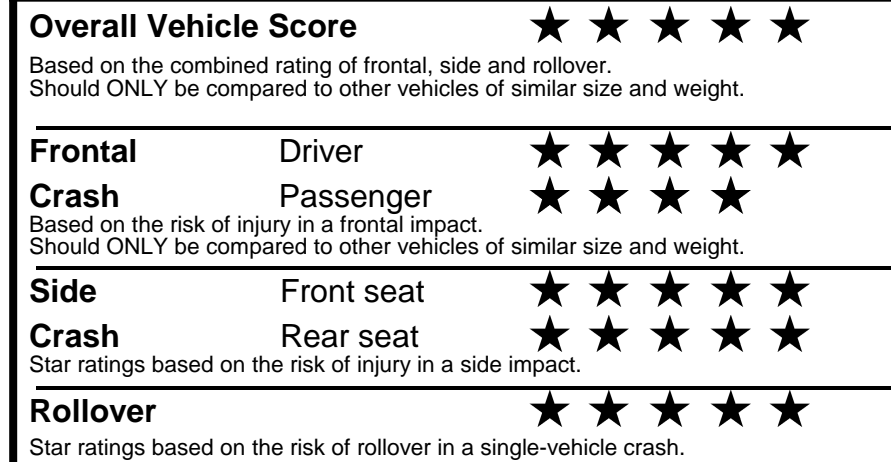 Overall Vehicle Score ★ ★ ★ ★ ★
Based on the combined rating of frontal, side and rollover.
Should ONLY be compared to other vehicles of similar size and weight.
Frontal Driver ★ ★ ★ ★ ★
Crash Passenger ★ ★ ★ ★
Based on the risk of injury in a frontal impact.
Should ONLY be compared to other vehicles of similar size and weight.
Side Front seat ★ ★ ★ ★ ★
Crash Rear seat ★ ★ ★ ★ ★
Star ratings based on the risk of injury in a side impact.
Rollover ★ ★ ★ ★ ★
Star ratings based on the risk of rollover in a single-vehicle crash.